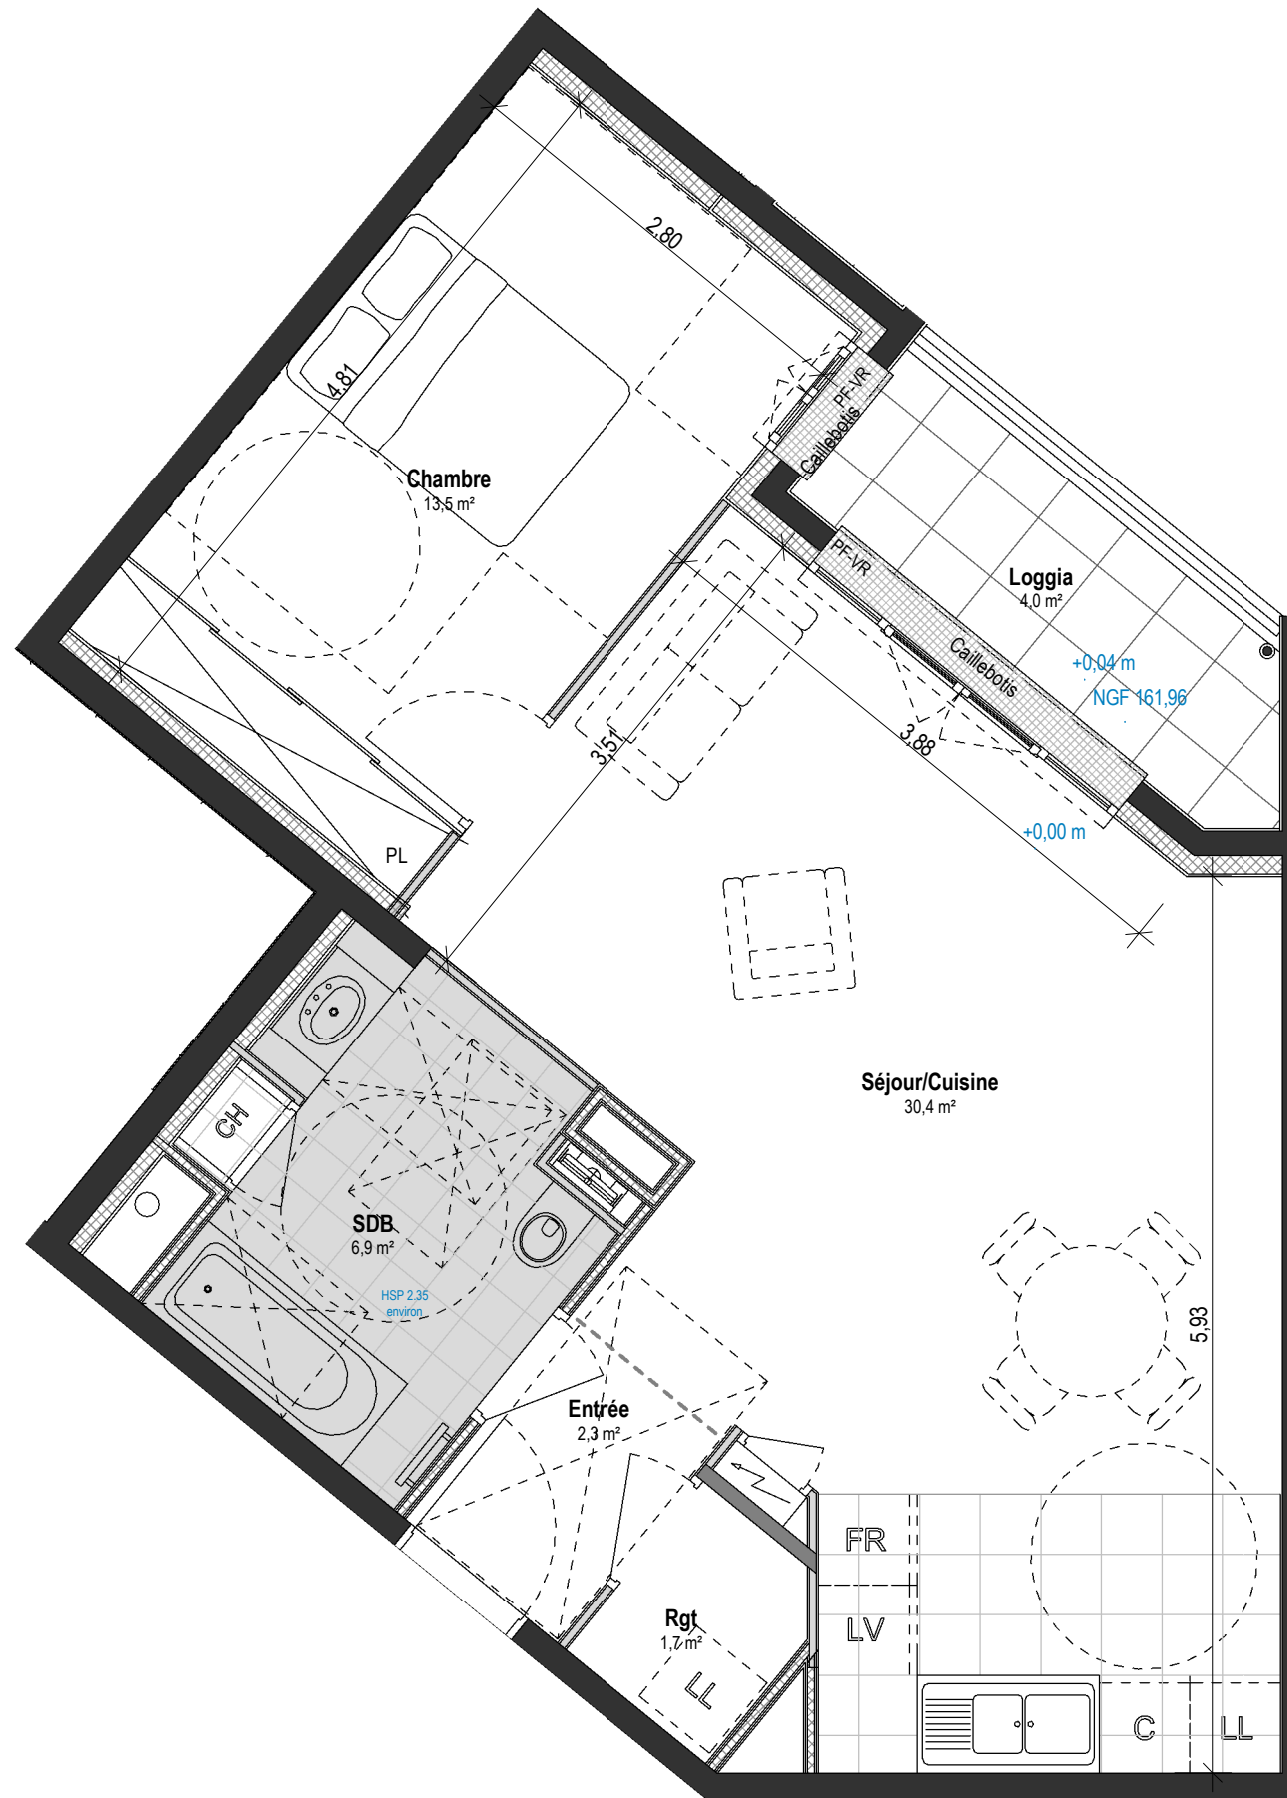 2,80
4,81
PF-VR
Caillebotis
Chambre
13,5 m²
PF-VR
Caillebotis
Loggia
4,0 m²
+0,04 m
NGF 161,96
3,51
3,88
+0,00 m
PL
Séjour/Cuisine
30,4 m²
CH
SDB
6,9 m²
HSP 2.35
environ
5,93
Entrée
2,3 m²
FR
LV
Rgt
1,7 m²
LL
C
LL